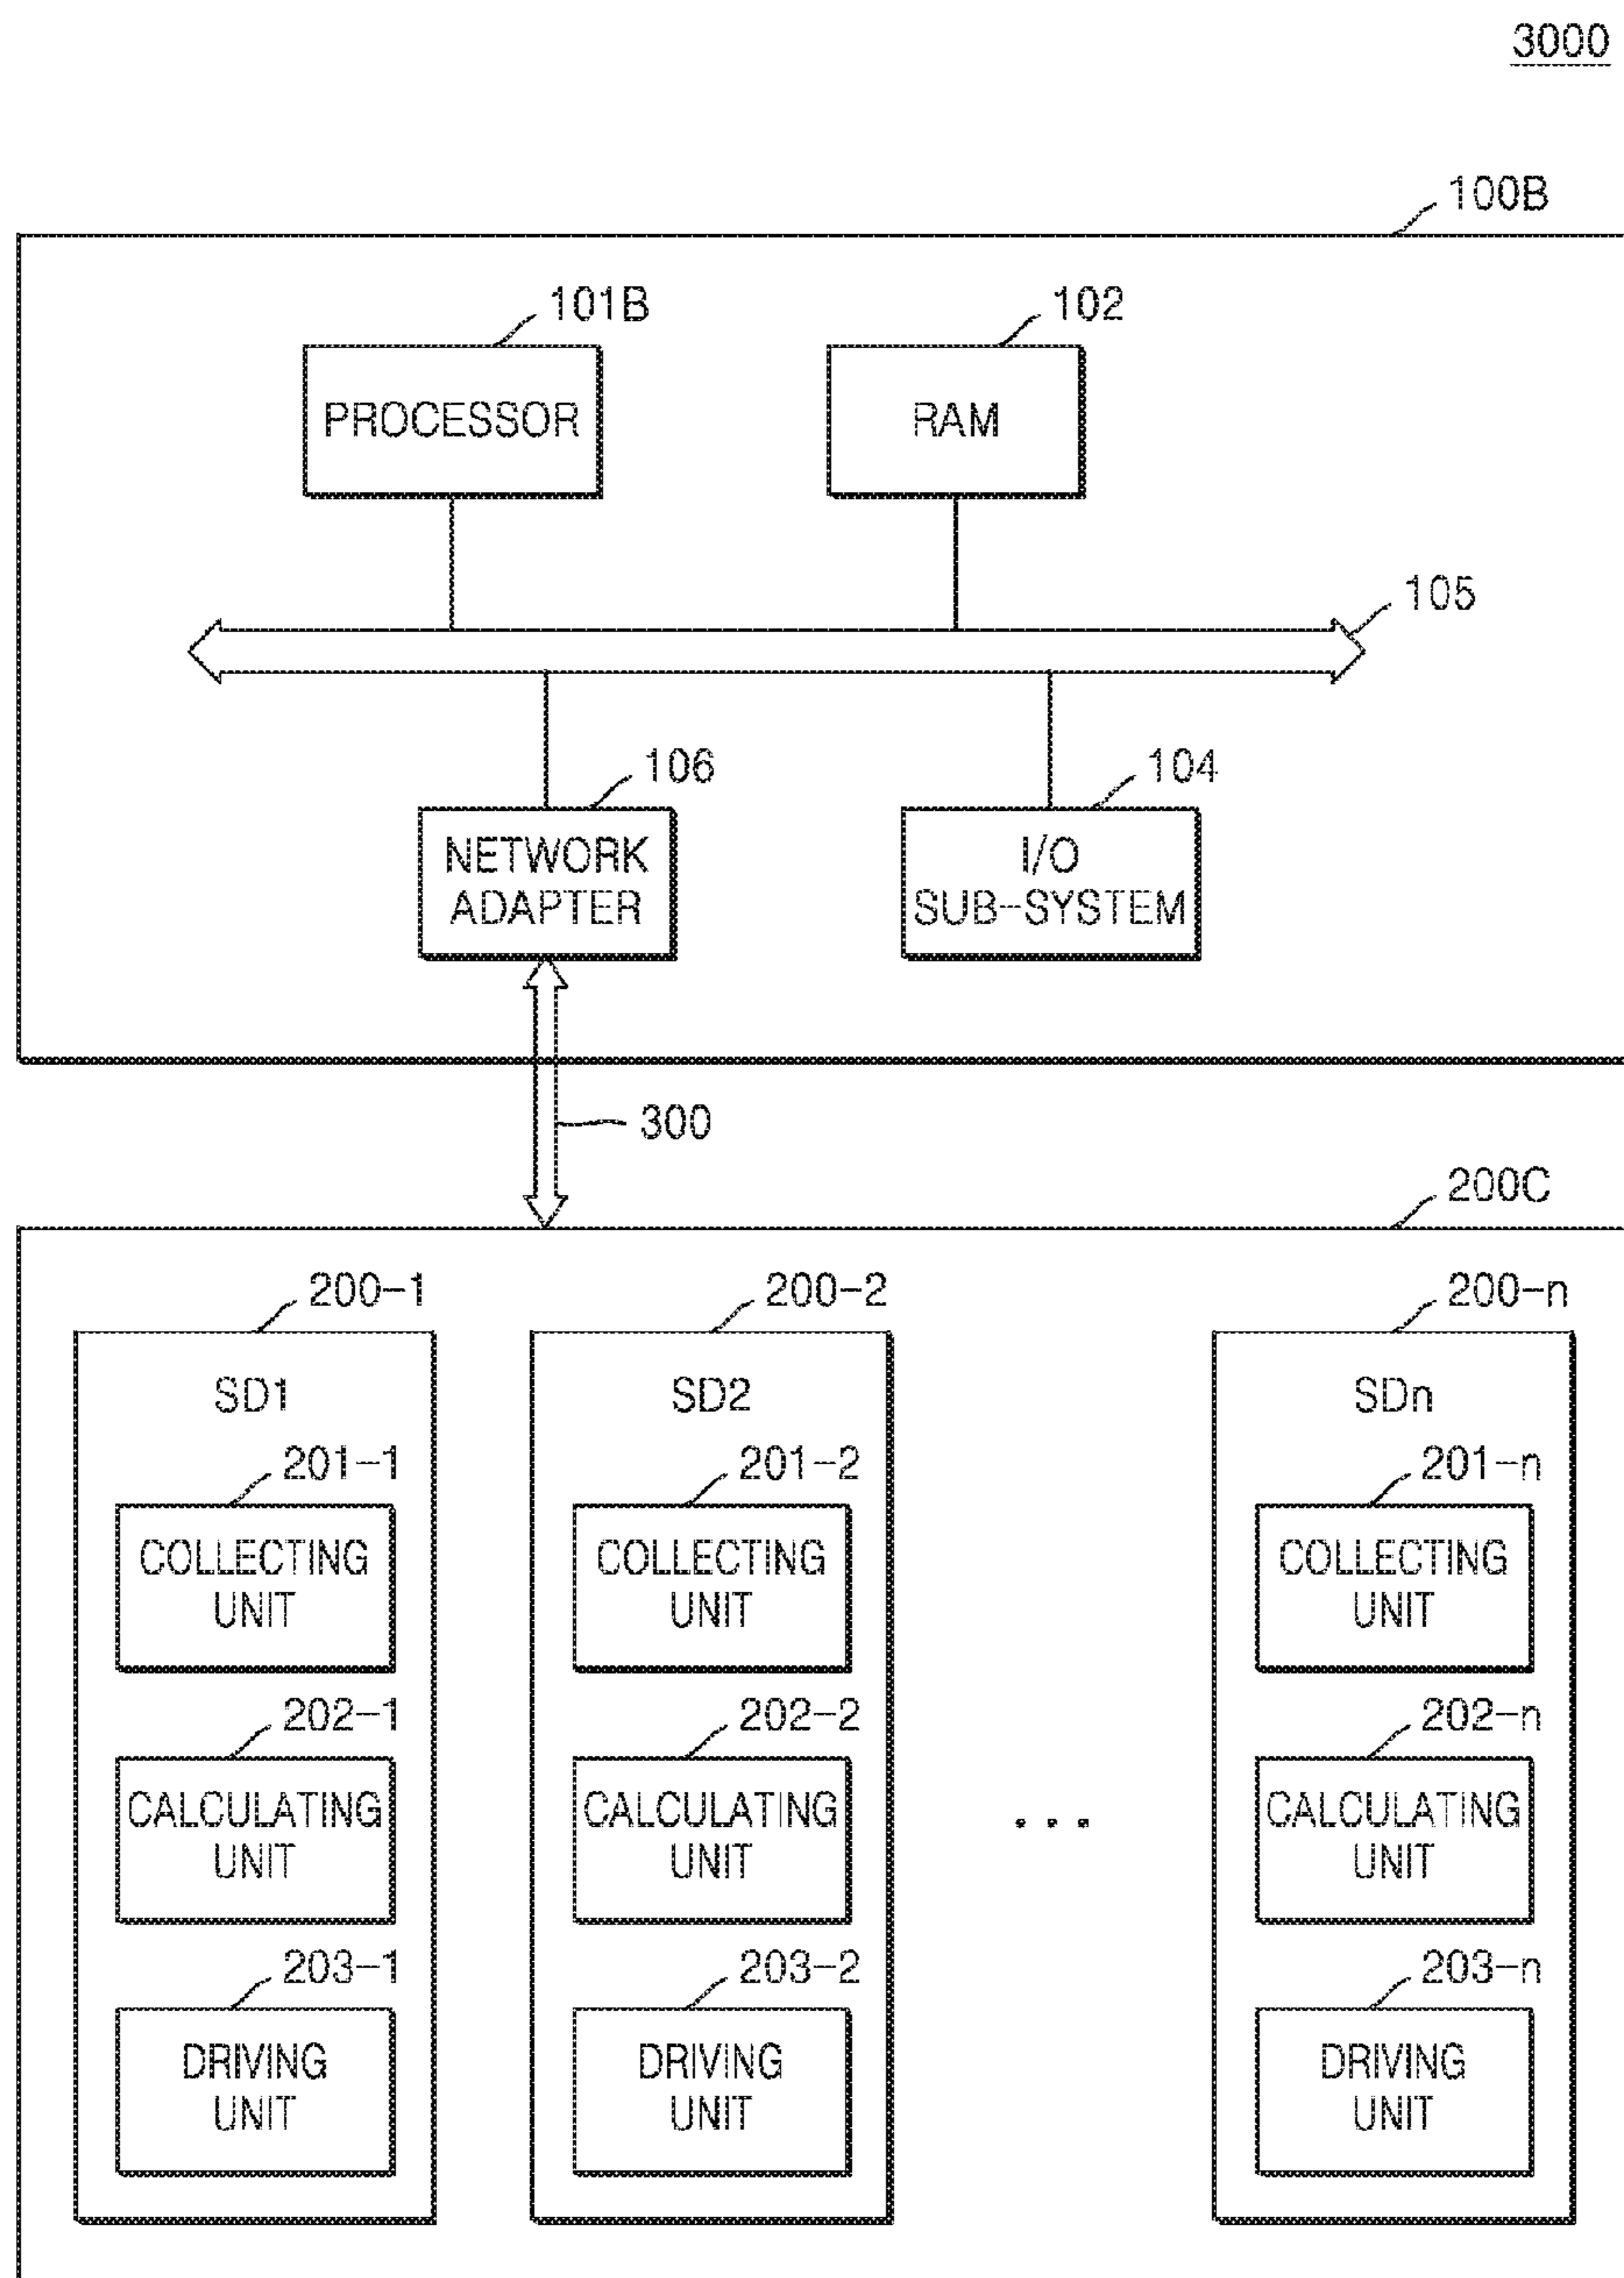 3000
100B
101B
102
PROCESSOR
RAM
105
106
104
NETWORK
ADAPTER
I/O
SUB-SYSTEM
300
200C
200-1
200-2
200-n
SD1
SD2
SDn
201-1
201-2
201-n
COLLECTING
UNIT
COLLECTING
UNIT
COLLECTING
UNIT
202-1
202-2
202-n
CALCULATING
UNIT
CALCULATING
UNIT
...
CALCULATING
UNIT
203-1
203-2
203-n
DRIVING
UNIT
DRIVING
UNIT
DRIVING
UNIT